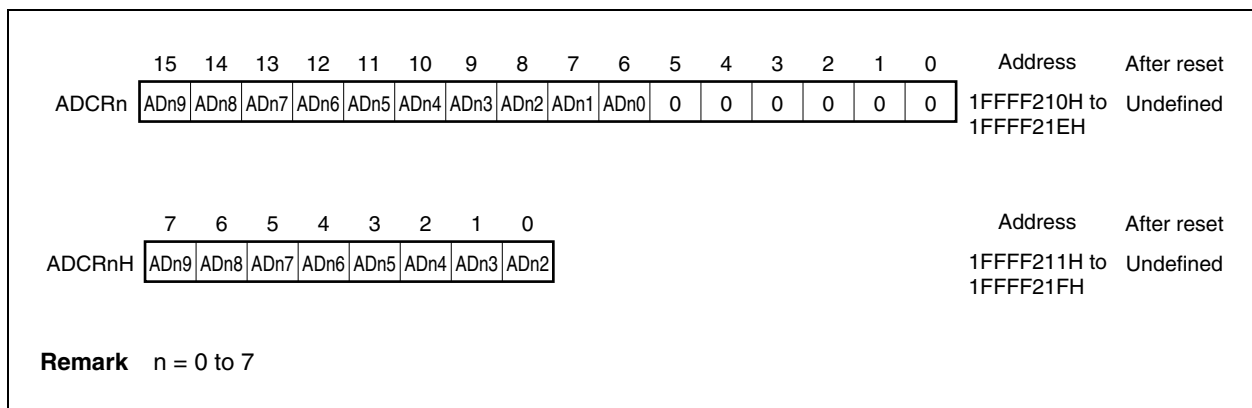 15 14 13 12 11 10 9 8 7 6 5 4 3 2 1 0 Address After reset
ADCRn ADn9 ADn8 ADn7 ADn6 ADn5 ADn4 ADn3 ADn2 ADn1 ADn0 0 0 0 0 0 0 1FFFF210H to Undefined
1FFFF21EH
7 6 5 4 3 2 1 0 Address After reset
ADCRnH ADn9 ADn8 ADn7 ADn6 ADn5 ADn4 ADn3 ADn2 1FFFF211H to Undefined
1FFFF21FH
Remark n = 0 to 7